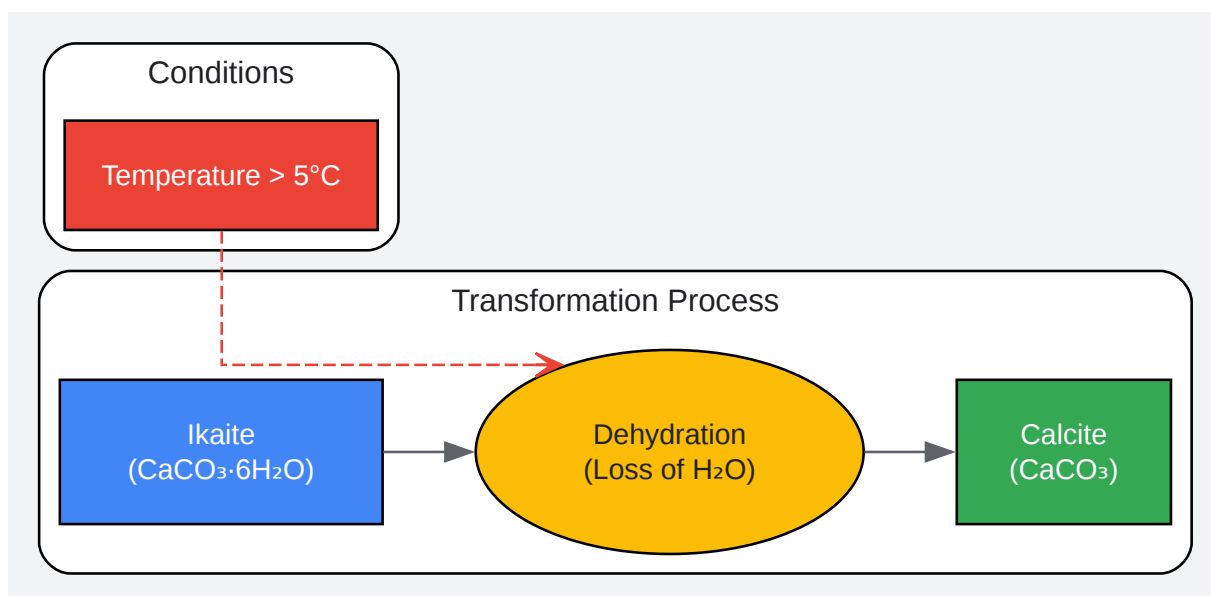 Conditions
Temperature > 5°C
Transformation Process
Ikaite
(CaCO₃·6H₂O)
Dehydration
(Loss of H₂O)
Calcite
(CaCO₃)